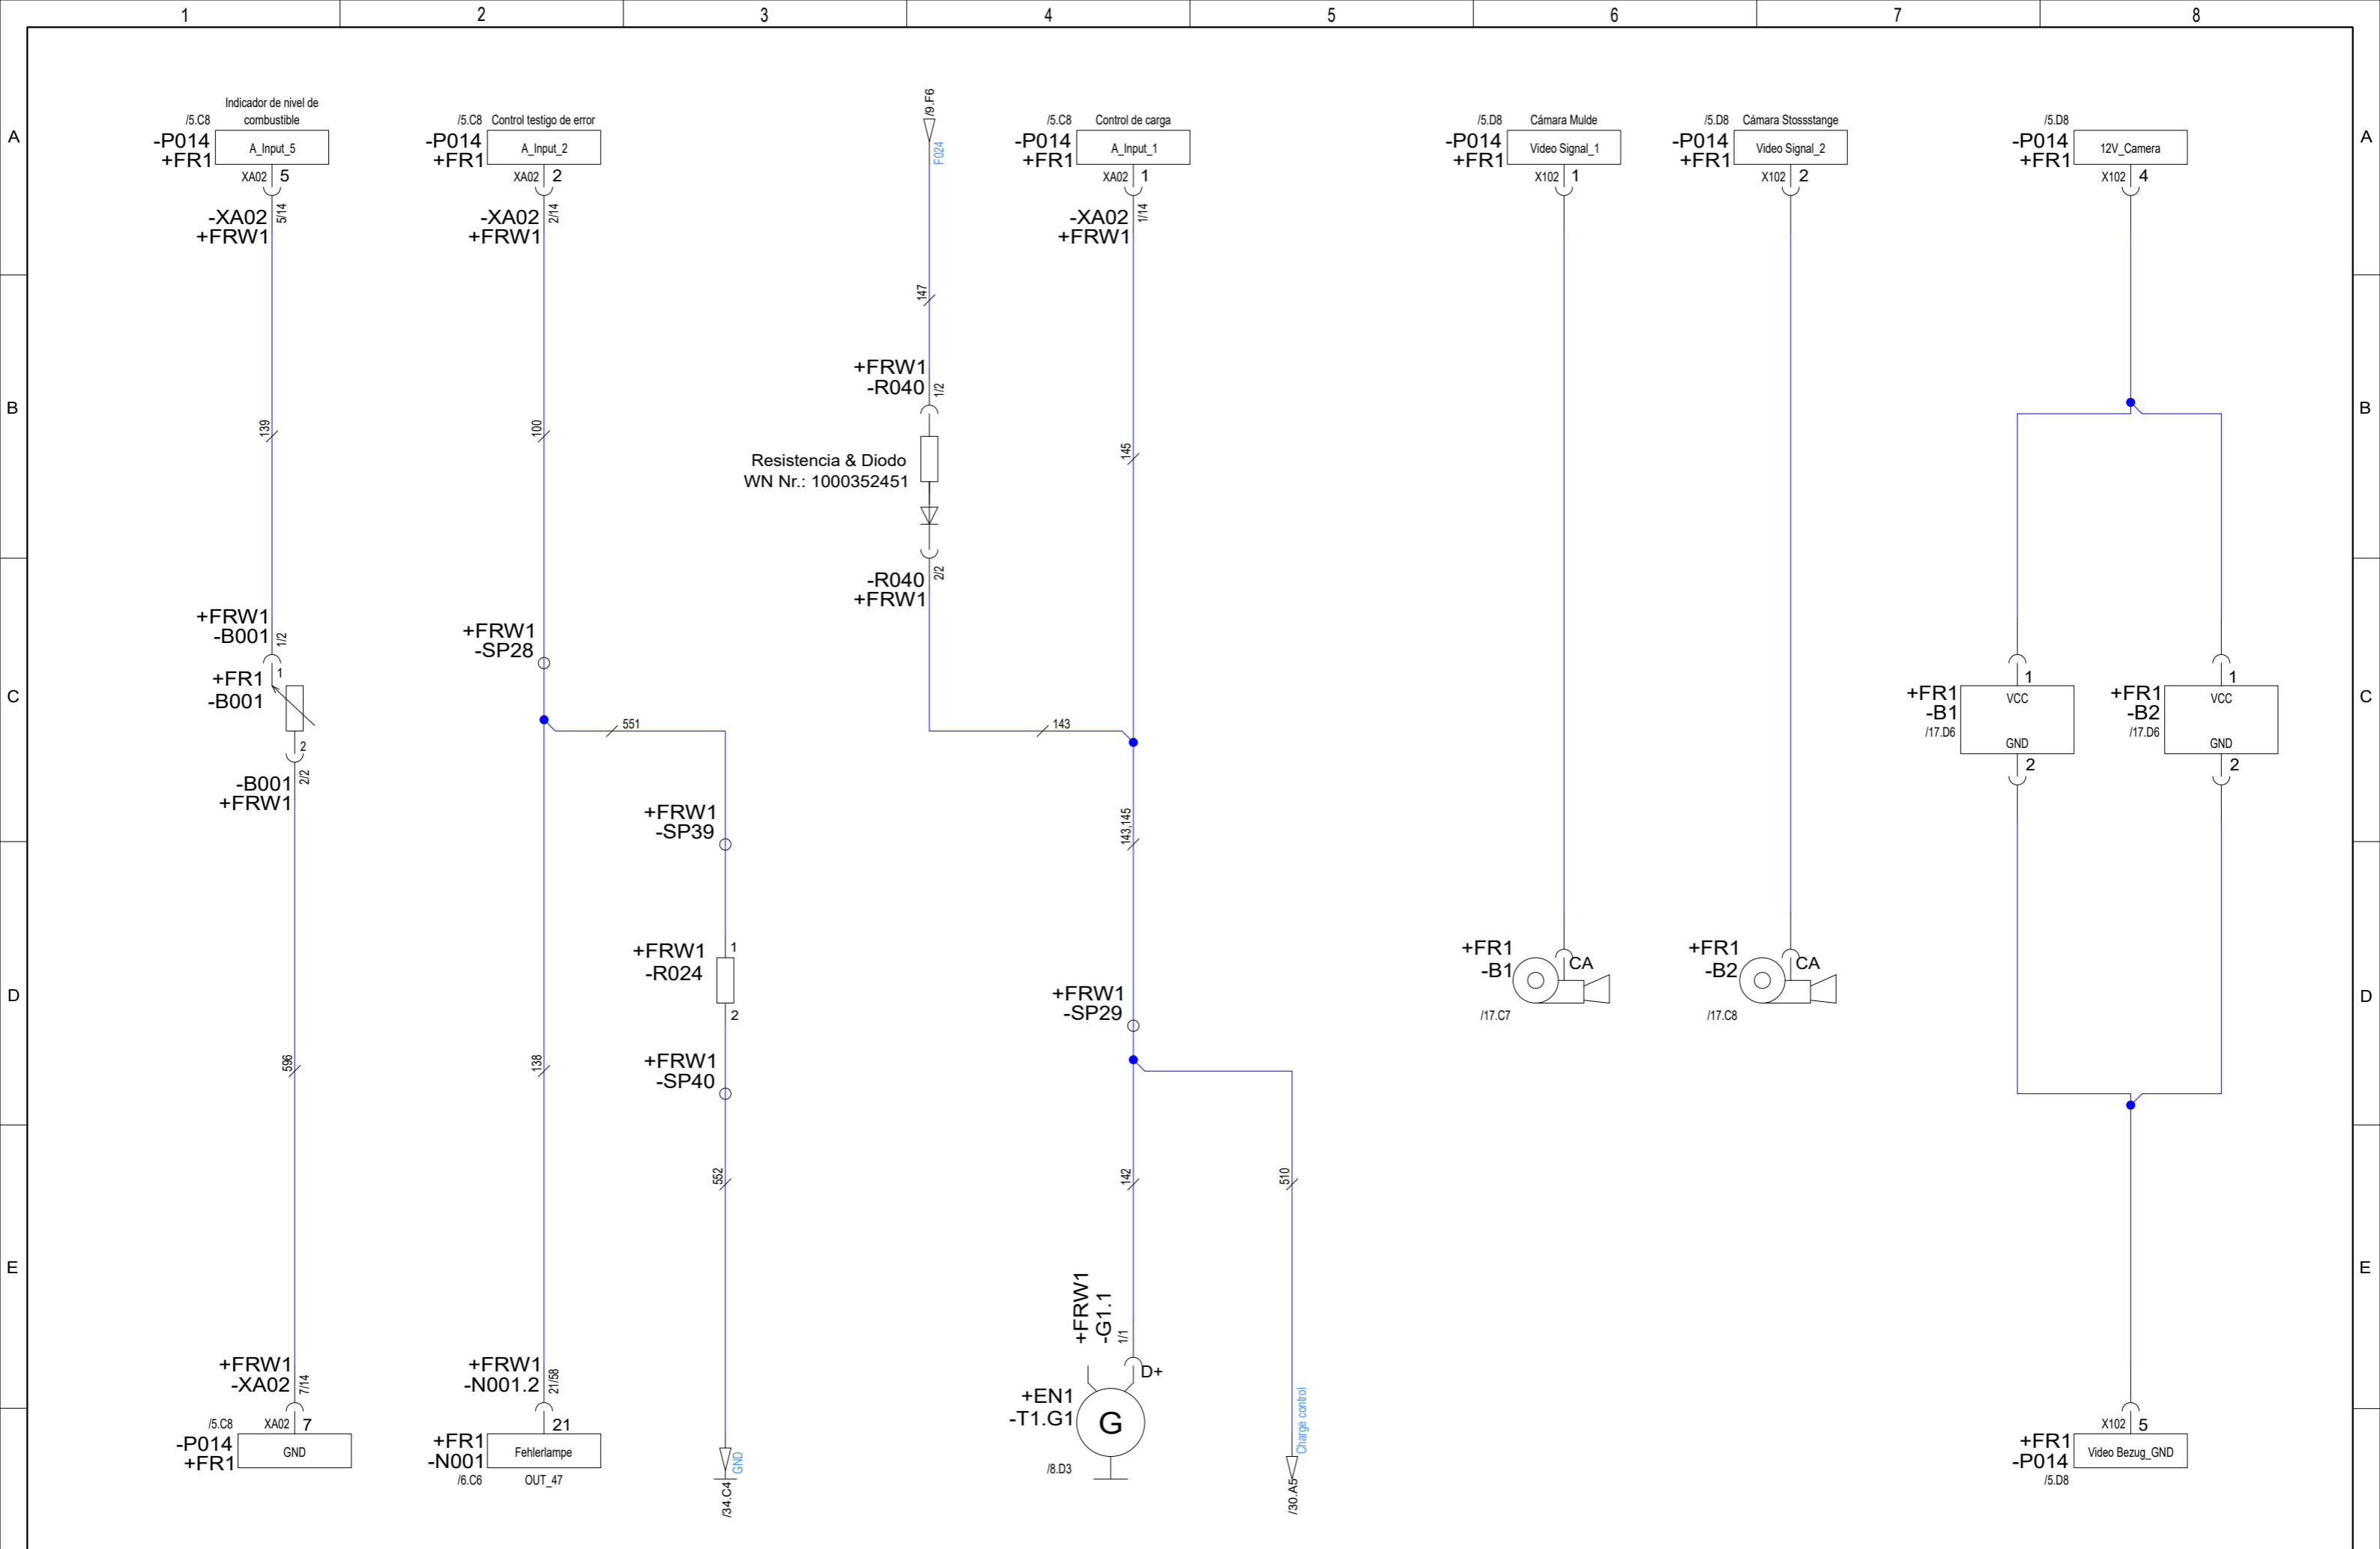 1 2 3 4 5 6 7 8
A
A
B
B
C
C
D
D
E
E
Indicador de nivel de
combustible
/5.C8
-P014
+FR1
A_Input_5
XA02 5
-XA02
+FRW1
5/14
139
+FRW1
-B001
1/2
+FR1
-B001
1
2
-B001
+FRW1
2/2
596
+FRW1
-XA02
7/14
/5.C8
XA02 7
-P014
+FR1
GND
/5.C8 Control testigo de error
-P014
+FR1
A_Input_2
XA02 2
-XA02
+FRW1
2/14
100
+FRW1
-SP28
551
138
+FRW1
-N001.2
21/58
21
+FR1
-N001
Fehlerlampe
/6.C6
OUT_47
+FRW1
-SP39
+FRW1
-R024
1
2
+FRW1
-SP40
552
GND
/34.C4
/9.F6
F024
147
+FRW1
-R040
1/2
Resistencia & Diodo
WN Nr.: 1000352451
-R040
+FRW1
2/2
143
/5.C8 Control de carga
-P014
+FR1
A_Input_1
XA02 1
-XA02
+FRW1
1/14
145
143,145
+FRW1
-SP29
142
+FRW1
-G1.1
1/1
D+
+EN1
-T1.G1
G
/8.D3
510
Charge control
/30.A5
/5.D8 Cámara Mulde
-P014
+FR1
Video Signal_1
X102 1
+FR1
-B1
CA
/17.C7
/5.D8 Cámara Stossstange
-P014
+FR1
Video Signal_2
X102 2
+FR1
-B2
CA
/17.C8
/5.D8
-P014
+FR1
12V_Camera
X102 4
+FR1
-B1
/17.D6
1
VCC
GND
2
+FR1
-B2
/17.D6
1
VCC
GND
2
X102 5
+FR1
-P014
Video Bezug_GND
/5.D8